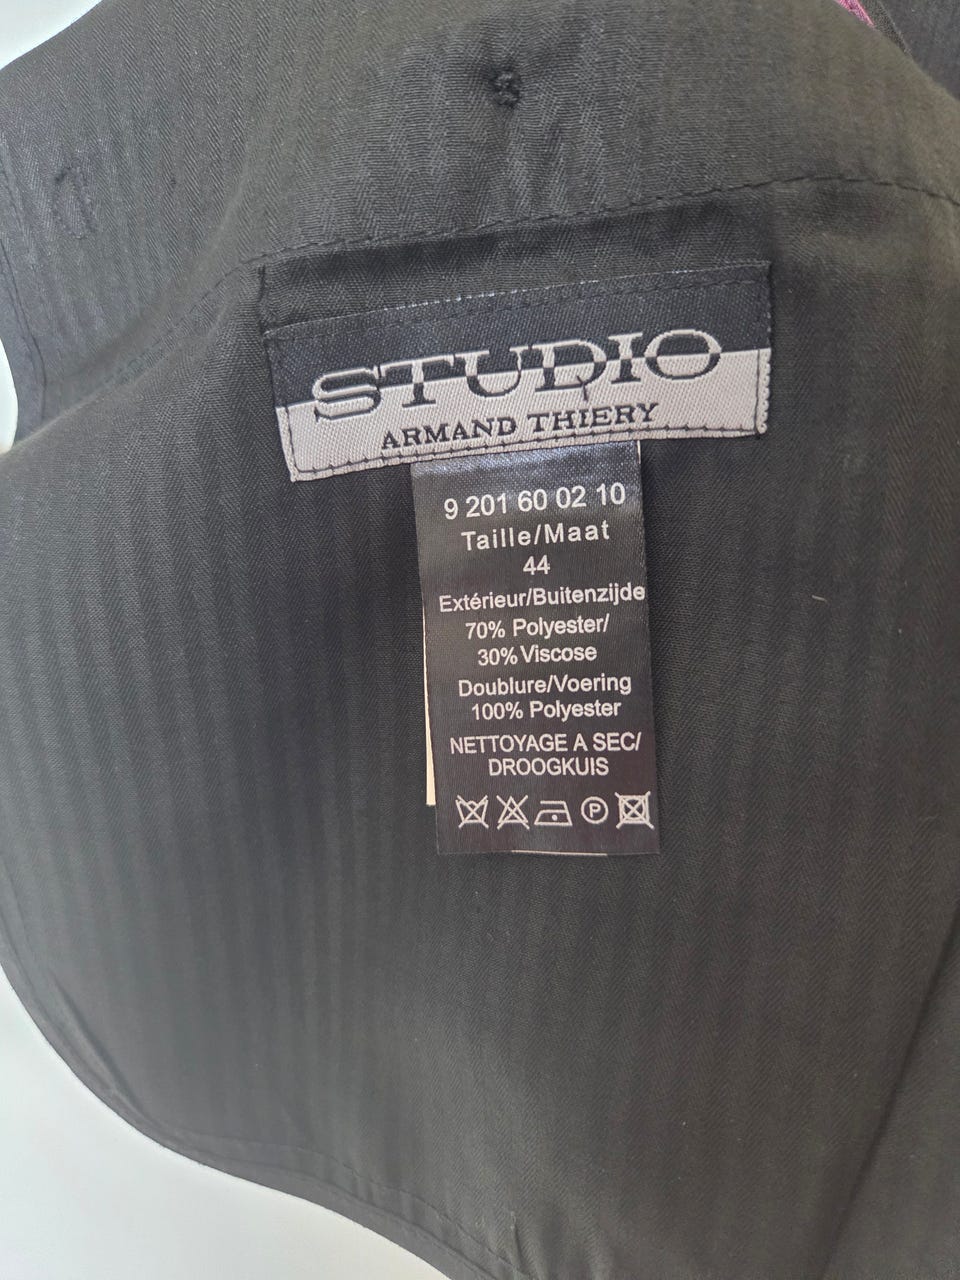 STUDIO
ARMAND THIERY
9 201 60 02 10
Taille/Maat
44
Extérieur/Buitenzijde
70% Polyester/
30% Viscose
Doublure/Voering
100% Polyester
NETTOYAGE A SEC/
DROOGKUIS
P